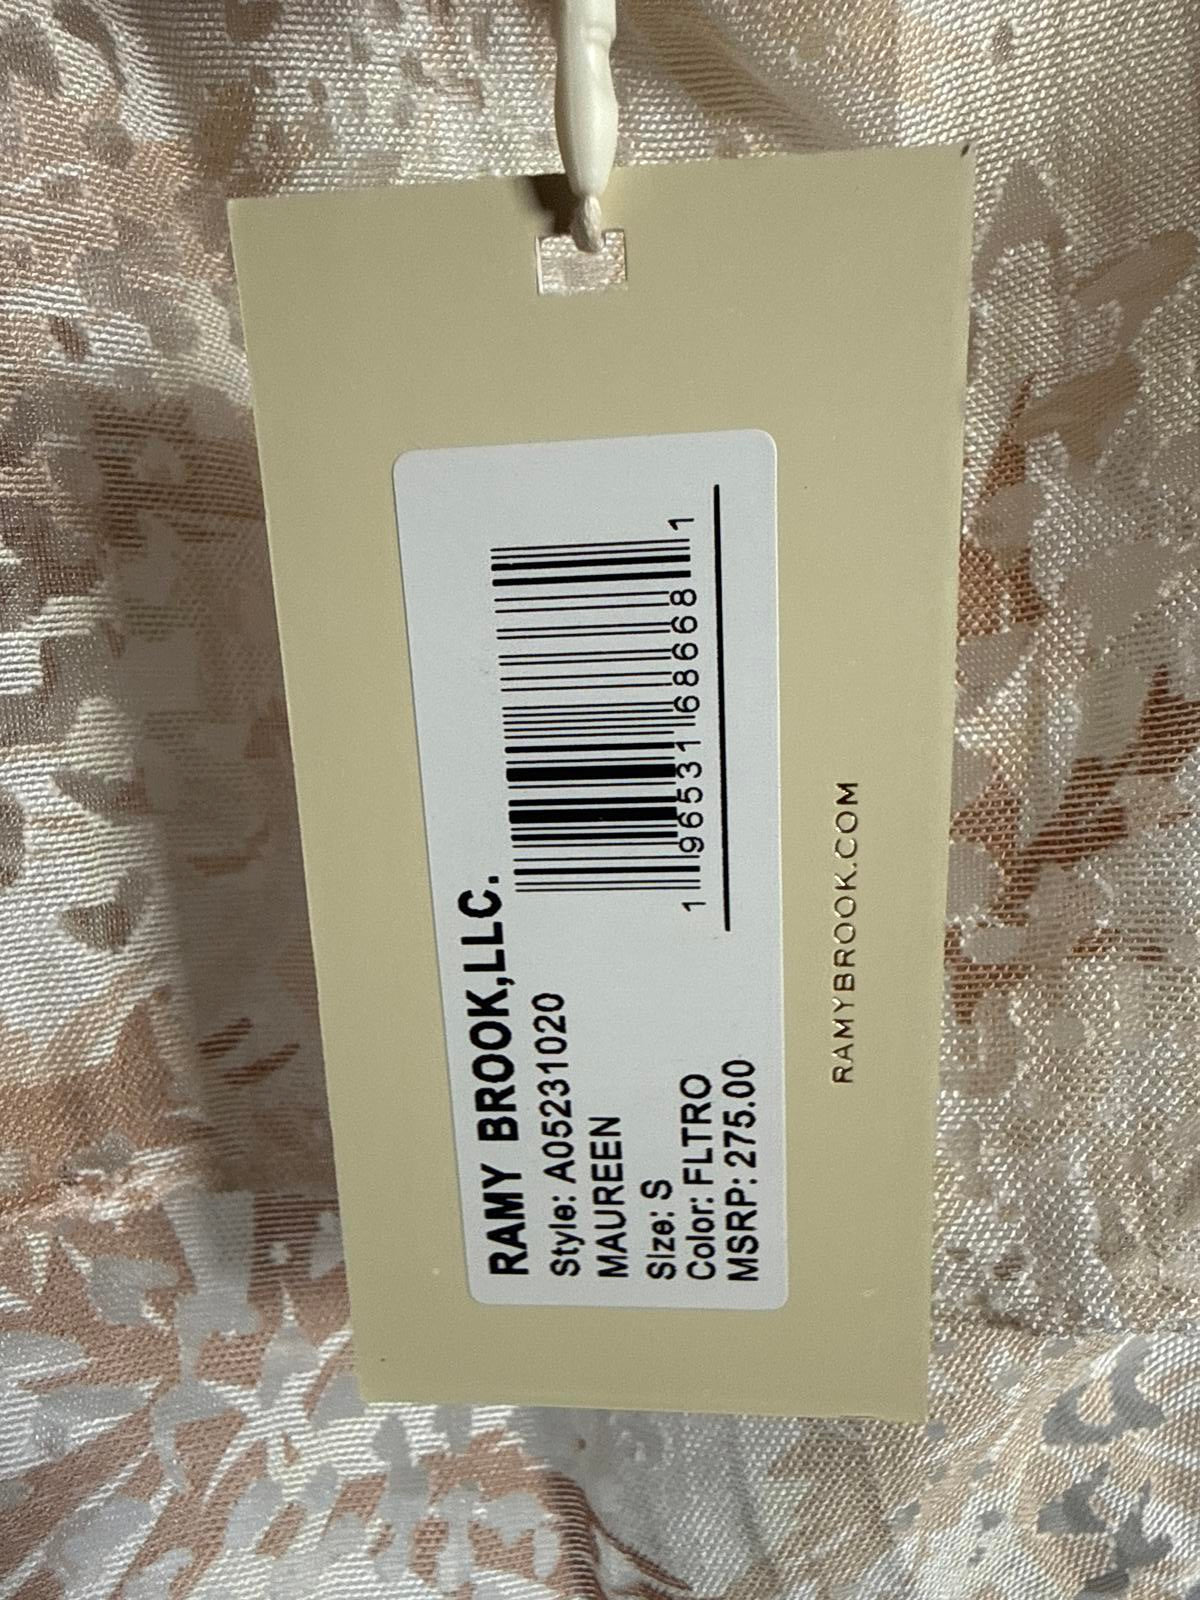 RAMY BROOK,LLC.
Style: A05231020
MAUREEN
Size: S
Color: FLTRO
MSRP: 275.00
1 96531 68668 1
RAMYBROOK.COM